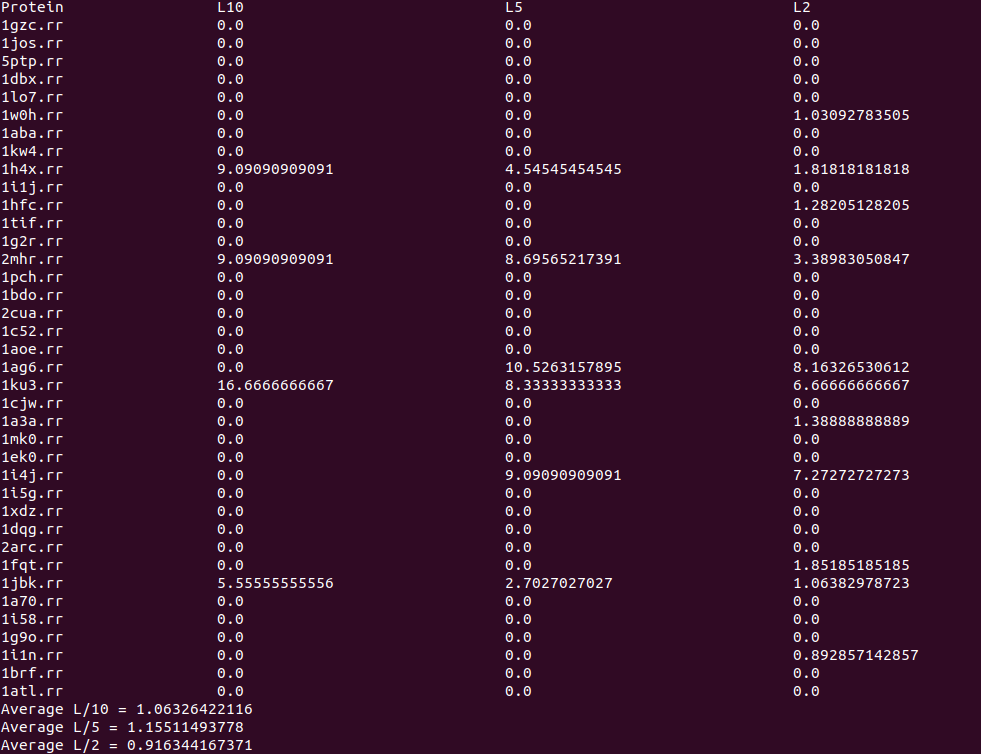 Protein L10 L5 L2
1gzc.rr 0.0 0.0 0.0
1jos.rr 0.0 0.0 0.0
5ptp.rr 0.0 0.0 0.0
1dbx.rr 0.0 0.0 0.0
1lo7.rr 0.0 0.0 0.0
1w0h.rr 0.0 0.0 1.03092783505
1aba.rr 0.0 0.0 0.0
1kw4.rr 0.0 0.0 0.0
1h4x.rr 9.09090909091 4.54545454545 1.81818181818
1i1j.rr 0.0 0.0 0.0
1hfc.rr 0.0 0.0 1.28205128205
1tif.rr 0.0 0.0 0.0
1g2r.rr 0.0 0.0 0.0
2mhr.rr 9.09090909091 8.69565217391 3.38983050847
1pch.rr 0.0 0.0 0.0
1bdo.rr 0.0 0.0 0.0
2cua.rr 0.0 0.0 0.0
1c52.rr 0.0 0.0 0.0
1aoe.rr 0.0 0.0 0.0
1ag6.rr 0.0 10.5263157895 8.16326530612
1ku3.rr 16.6666666667 8.33333333333 6.66666666667
1cjw.rr 0.0 0.0 0.0
1a3a.rr 0.0 0.0 1.38888888889
1mk0.rr 0.0 0.0 0.0
1ek0.rr 0.0 0.0 0.0
1i4j.rr 0.0 9.09090909091 7.27272727273
1i5g.rr 0.0 0.0 0.0
1xdz.rr 0.0 0.0 0.0
1dqg.rr 0.0 0.0 0.0
2arc.rr 0.0 0.0 0.0
1fqt.rr 0.0 0.0 1.85185185185
1jbk.rr 5.55555555556 2.7027027027 1.06382978723
1a70.rr 0.0 0.0 0.0
1i58.rr 0.0 0.0 0.0
1g9o.rr 0.0 0.0 0.0
1i1n.rr 0.0 0.0 0.892857142857
1brf.rr 0.0 0.0 0.0
1atl.rr 0.0 0.0 0.0
Average L/10 = 1.06326422116
Average L/5 = 1.15511493778
Average L/2 = 0.916344167371